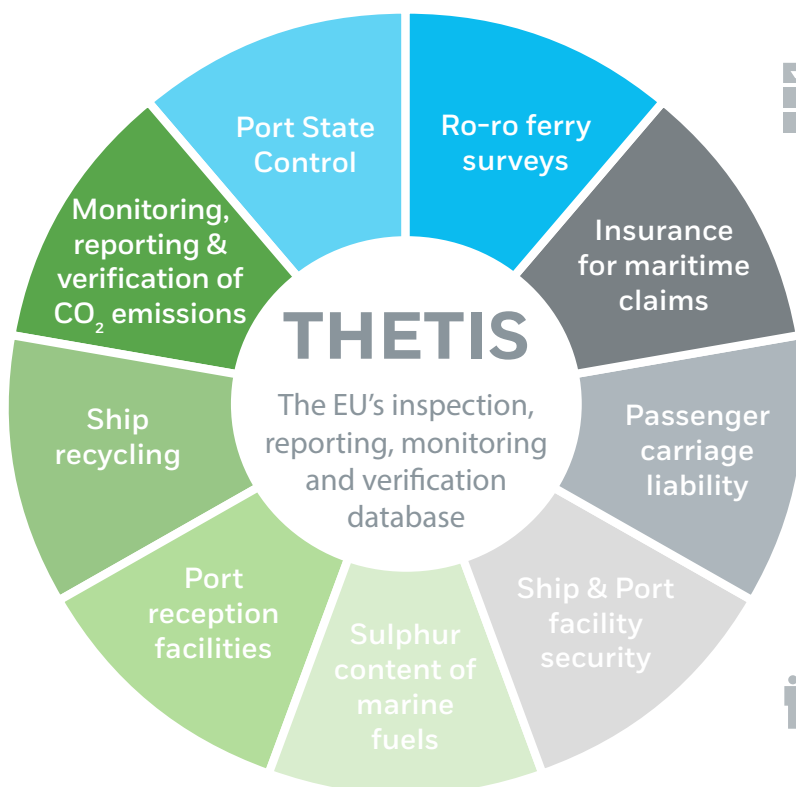 Port State
Control
Ro-ro ferry
surveys
Insurance
for maritime
claims
Passenger
carriage
liability
Ship & Port
facility
security
Sulphur
content of
marine
fuels
Port
reception
facilities
Ship
recycling
Monitoring,
reporting &
verification of
CO₂ emissions
THETIS
The EU's inspection,
reporting, monitoring
and verification
database